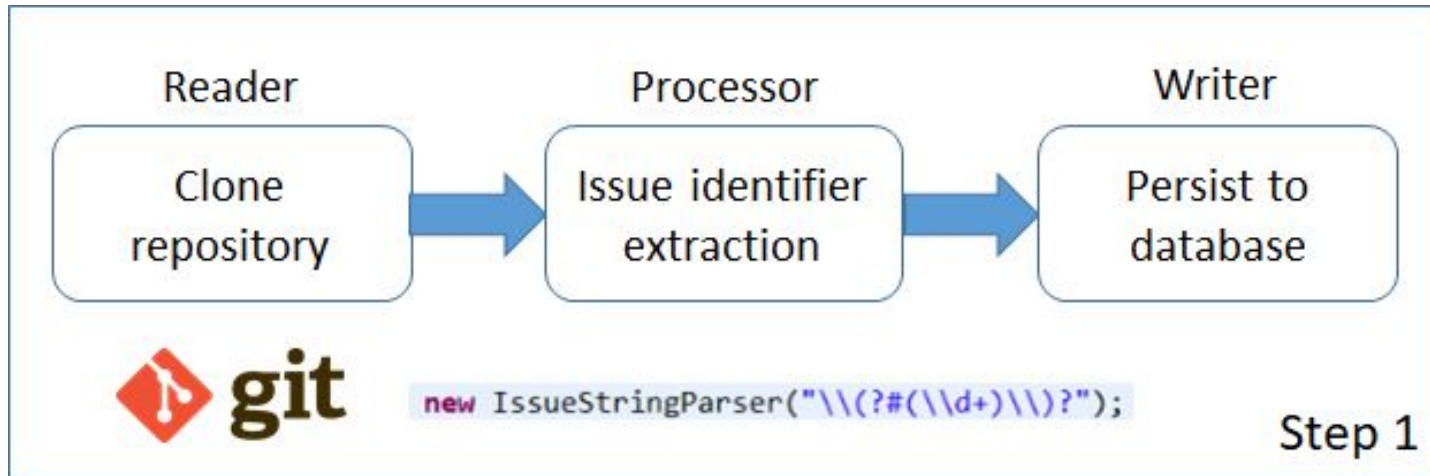 Reader
Processor
Writer
Clone
repository
Issue identifier
extraction
Persist to
database
git
new IssueStringParser("\\(?#(\\d+)\\)?");
Step 1